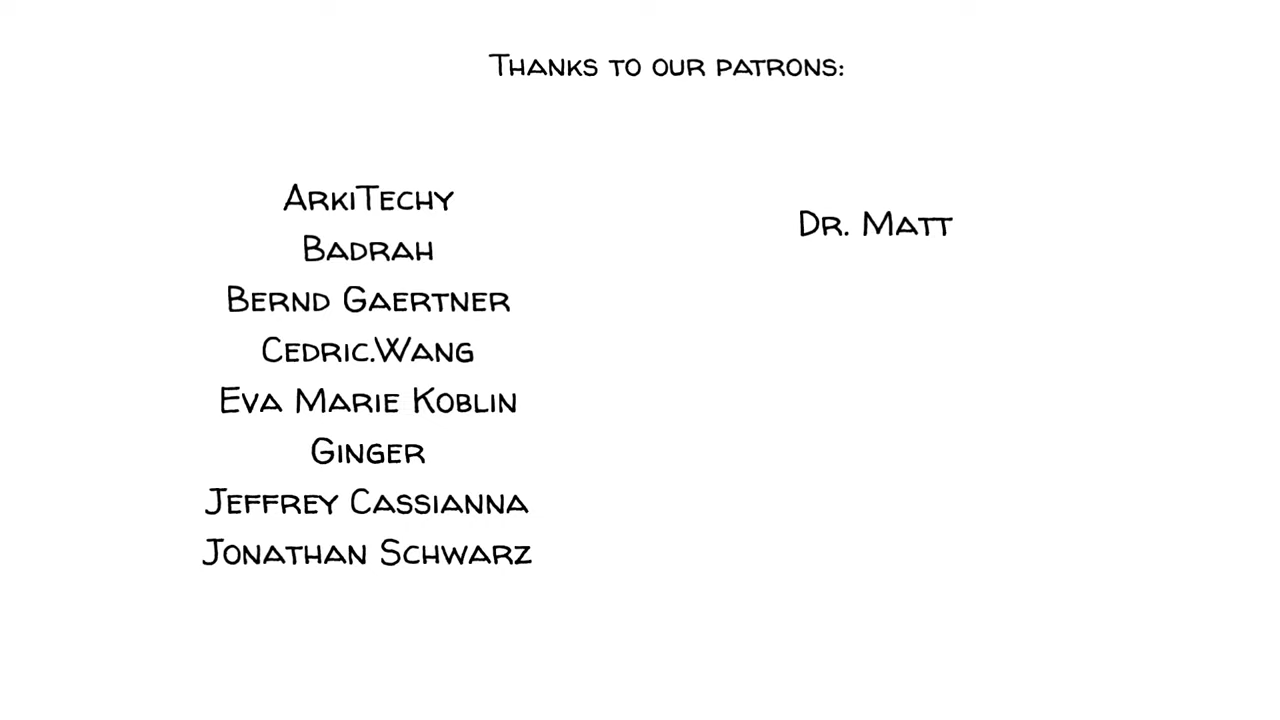 Thanks to our patrons:
ArkiTechy
Badrah
Bernd Gaertner
Cedric.Wang
Eva Marie Koblin
Ginger
Jeffrey Cassianna
Jonathan Schwarz
Dr. Matt